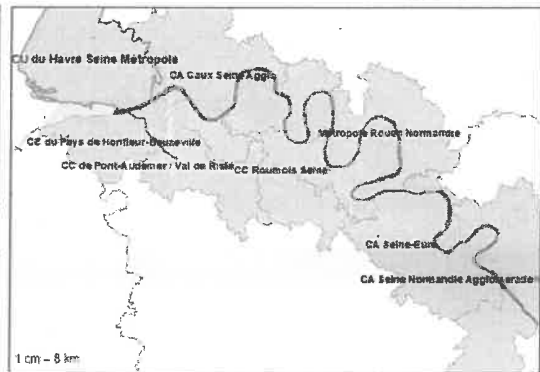 CU du Havre Seine Métropole
CA Caux Seine Agglo
Métropole Rouen Normandie
CC du Pays de Honfleur-Beuzeville
CC de Pont-Audemer / Val de Risle
CC Roumois Seine
CA Seine-Eure
CA Seine Normandie Agglomération
1 cm – 8 km